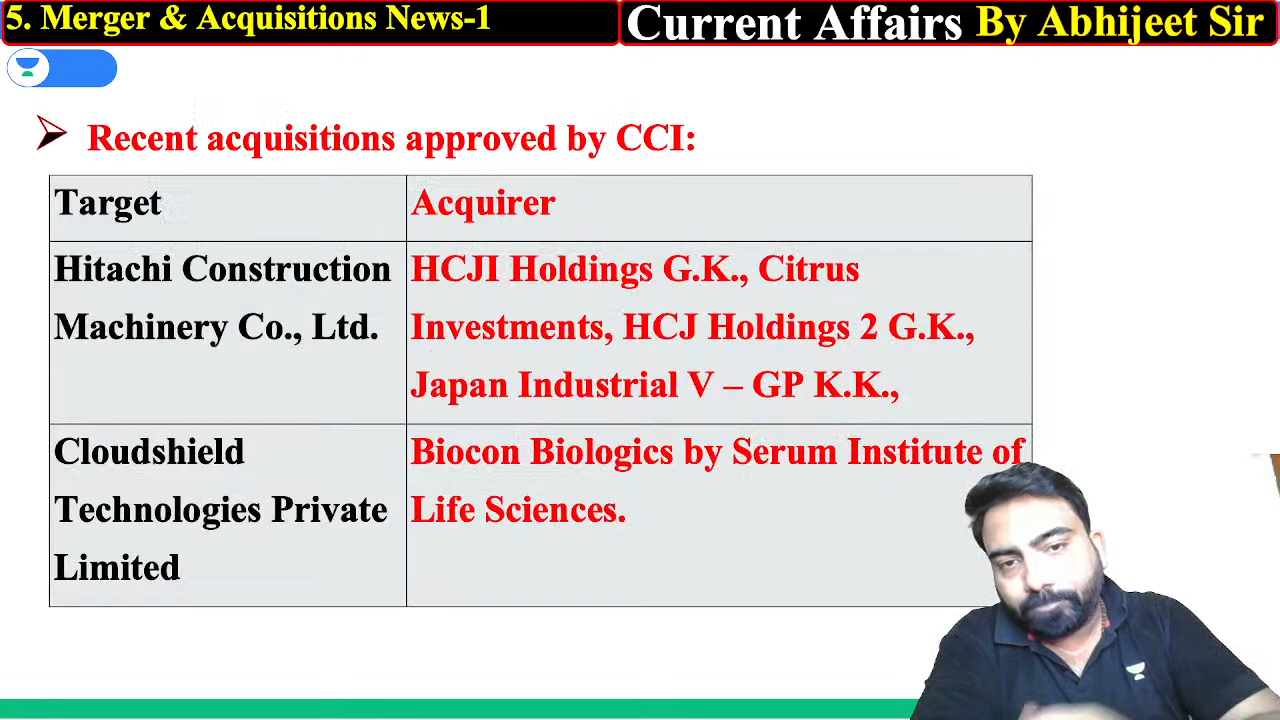 5. Merger & Acquisitions News-1
Current Affairs By Abhijeet Sir
Recent acquisitions approved by CCI:
Target
Acquirer
Hitachi Construction
Machinery Co., Ltd.
HCJI Holdings G.K., Citrus
Investments, HCJ Holdings 2 G.K.,
Japan Industrial V – GP K.K.,
Cloudshield
Technologies Private
Limited
Biocon Biologics by Serum Institute of
Life Sciences.